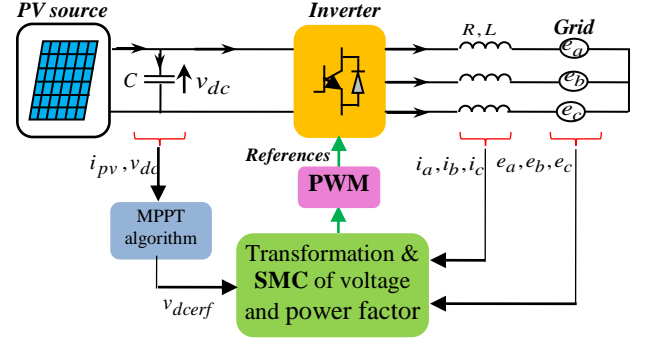 PV source
Inverter
R, L
Grid
C
v_dc
e_a
e_b
e_c
i_pv, v_dc
References
i_a, i_b, i_c
e_a, e_b, e_c
PWM
MPPT
algorithm
Transformation &
SMC of voltage
and power factor
v_dcerf